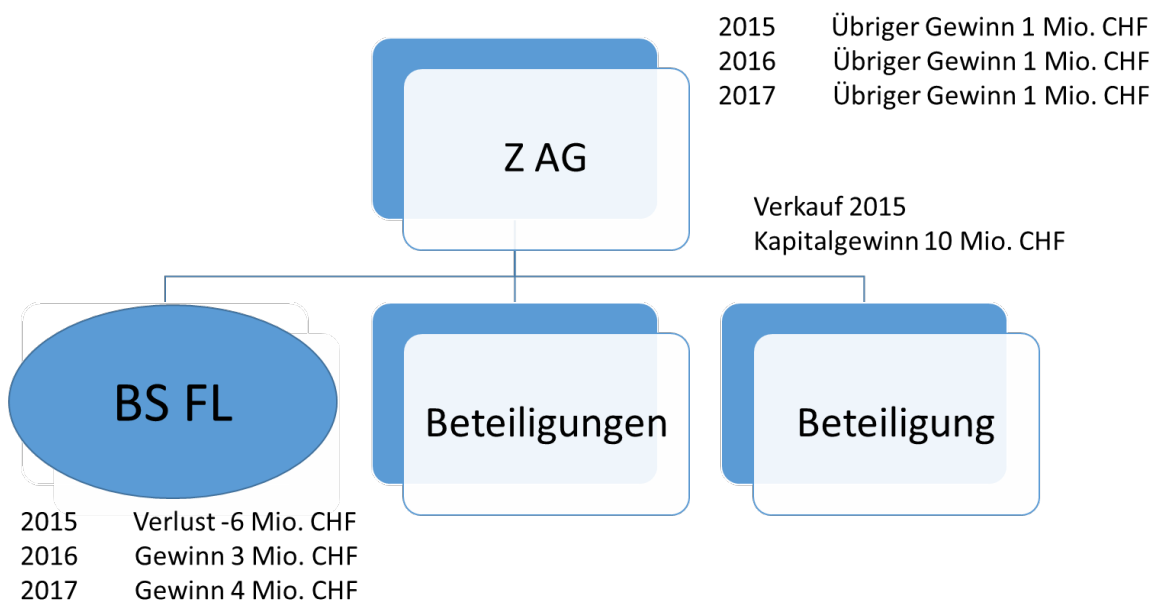 2015 Übriger Gewinn 1 Mio. CHF
2016 Übriger Gewinn 1 Mio. CHF
2017 Übriger Gewinn 1 Mio. CHF
Z AG
Verkauf 2015
Kapitalgewinn 10 Mio. CHF
BS FL
Beteiligungen
Beteiligung
2015 Verlust -6 Mio. CHF
2016 Gewinn 3 Mio. CHF
2017 Gewinn 4 Mio. CHF